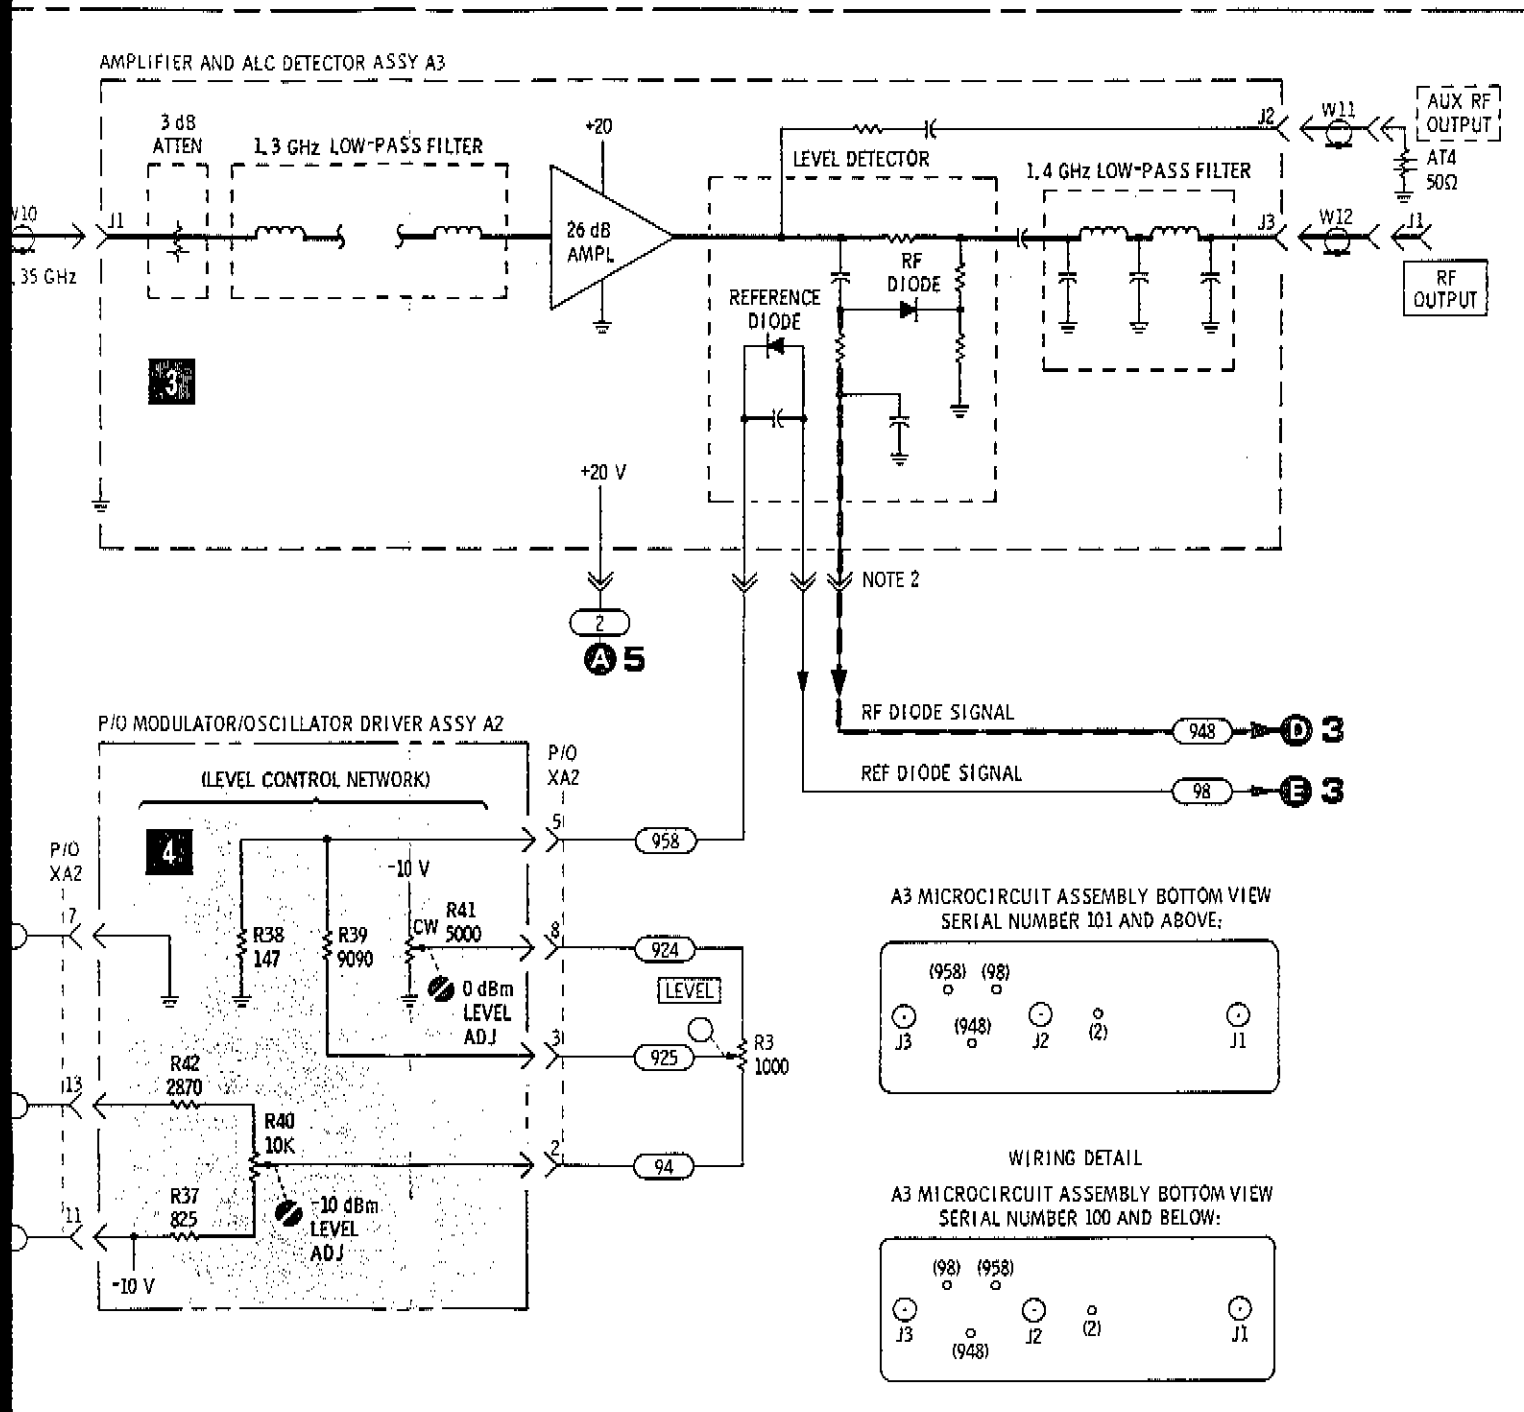 AMPLIFIER AND ALC DETECTOR ASSY A3
3 dB
ATTEN
1.3 GHz LOW-PASS FILTER
+20
LEVEL DETECTOR
J2
W11
AUX RF
OUTPUT
AT4
50Ω
1.4 GHz LOW-PASS FILTER
W10
J1
26 dB
AMPL
J3
W12
J1
. 35 GHz
RF
DIODE
REFERENCE
DIODE
RF
OUTPUT
3
+20 V
NOTE 2
2
A 5
P/O MODULATOR/OSCILLATOR DRIVER ASSY A2
RF DIODE SIGNAL
948
D 3
P/O
XA2
(LEVEL CONTROL NETWORK)
REF DIODE SIGNAL
98
E 3
4
5
958
P/O
XA2
-10 V
A3 MICROCIRCUIT ASSEMBLY BOTTOM VIEW
SERIAL NUMBER 101 AND ABOVE:
7
R38
147
R39
9090
CW
R41
5000
8
924
0 dBm
LEVEL
ADJ
LEVEL
(958) (98)
(948)
J3
J2
(2)
J1
3
925
R3
1000
13
R42
2870
R40
10K
2
94
WIRING DETAIL
A3 MICROCIRCUIT ASSEMBLY BOTTOM VIEW
SERIAL NUMBER 100 AND BELOW:
11
R37
825
-10 dBm
LEVEL
ADJ
-10 V
(98) (958)
J3
(948)
J2
(2)
J1